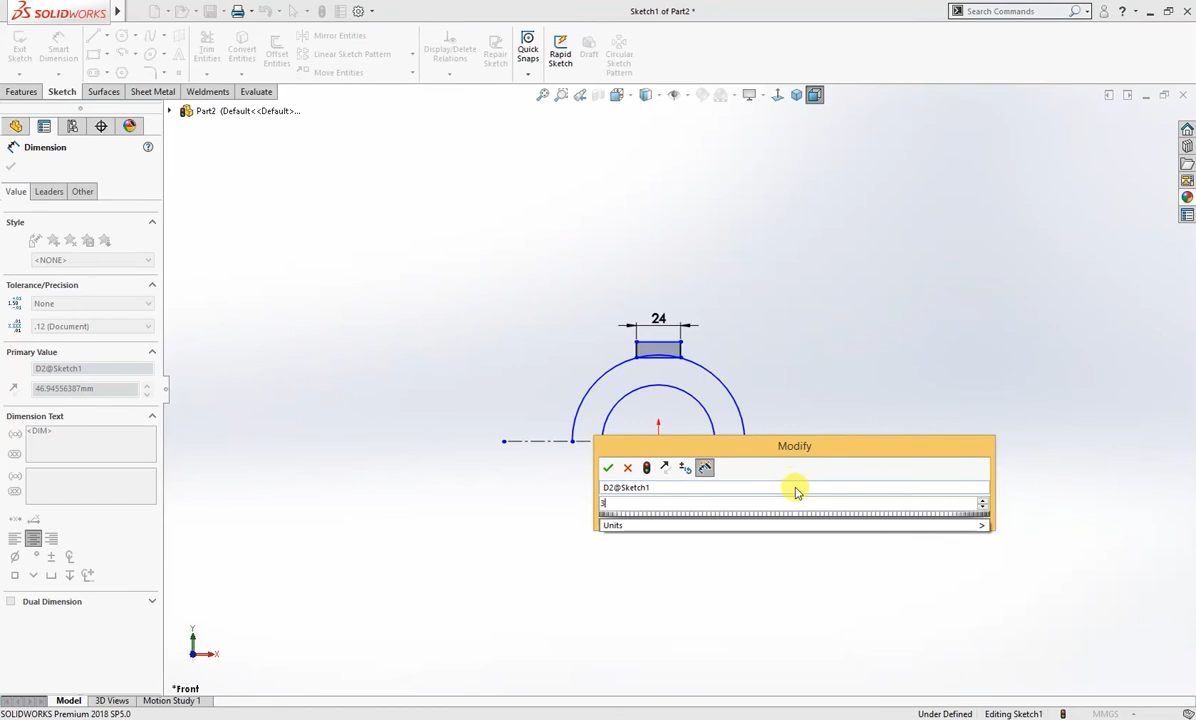 SOLIDWORKS
Sketch1 of Part2 *
Search Commands
Exit Sketch
Smart Dimension
Trim Entities
Convert Entities
Offset Entities
Mirror Entities
Linear Sketch Pattern
Move Entities
Display/Delete Relations
Repair Sketch
Quick Snaps
Rapid Sketch
Draft
Circular Sketch Pattern
Features
Sketch
Surfaces
Sheet Metal
Weldments
Evaluate
Part2 (Default<<Default>...
Dimension
Value
Leaders
Other
Style
<NONE>
Tolerance/Precision
None
.12 (Document)
Primary Value
D2@Sketch1
46.94556387mm
Dimension Text
<DIM>
Dual Dimension
24
Modify
D2@Sketch1
3
Units
>
Y
X
*Front
Model
3D Views
Motion Study 1
SOLIDWORKS Premium 2018 SP5.0
Under Defined
Editing Sketch1
MMGS